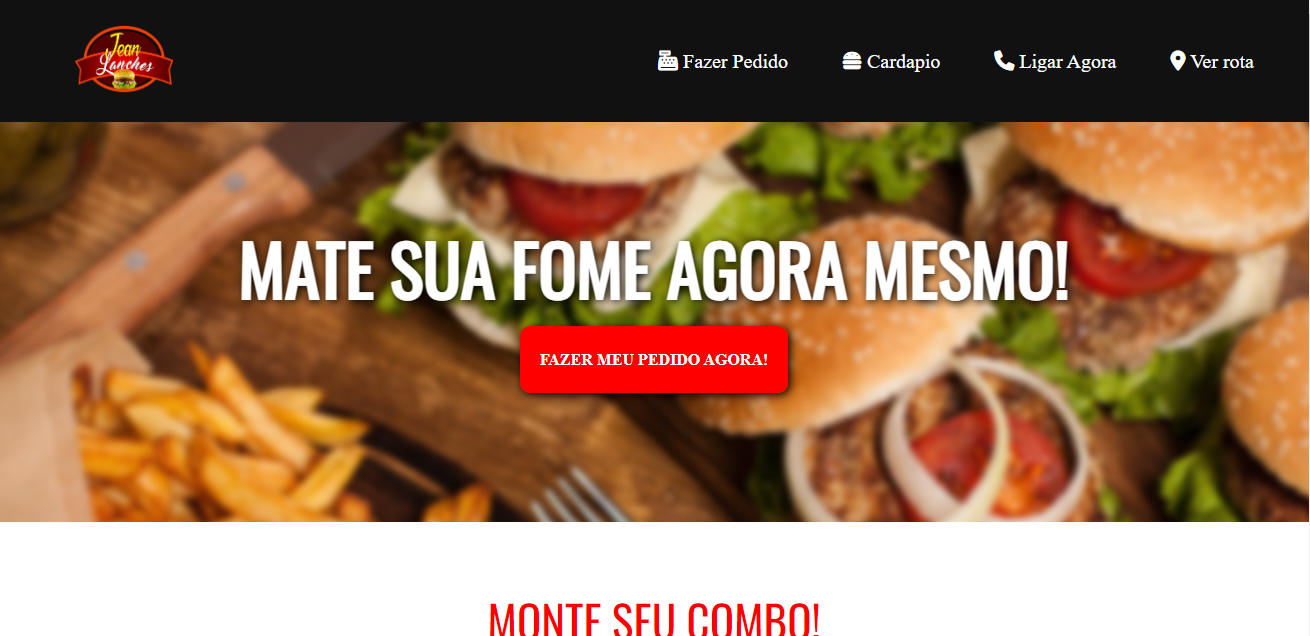 Jean
Lanches
Fazer Pedido
Cardapio
Ligar Agora
Ver rota
MATE SUA FOME AGORA MESMO!
FAZER MEU PEDIDO AGORA!
MONTE SEU COMBO!